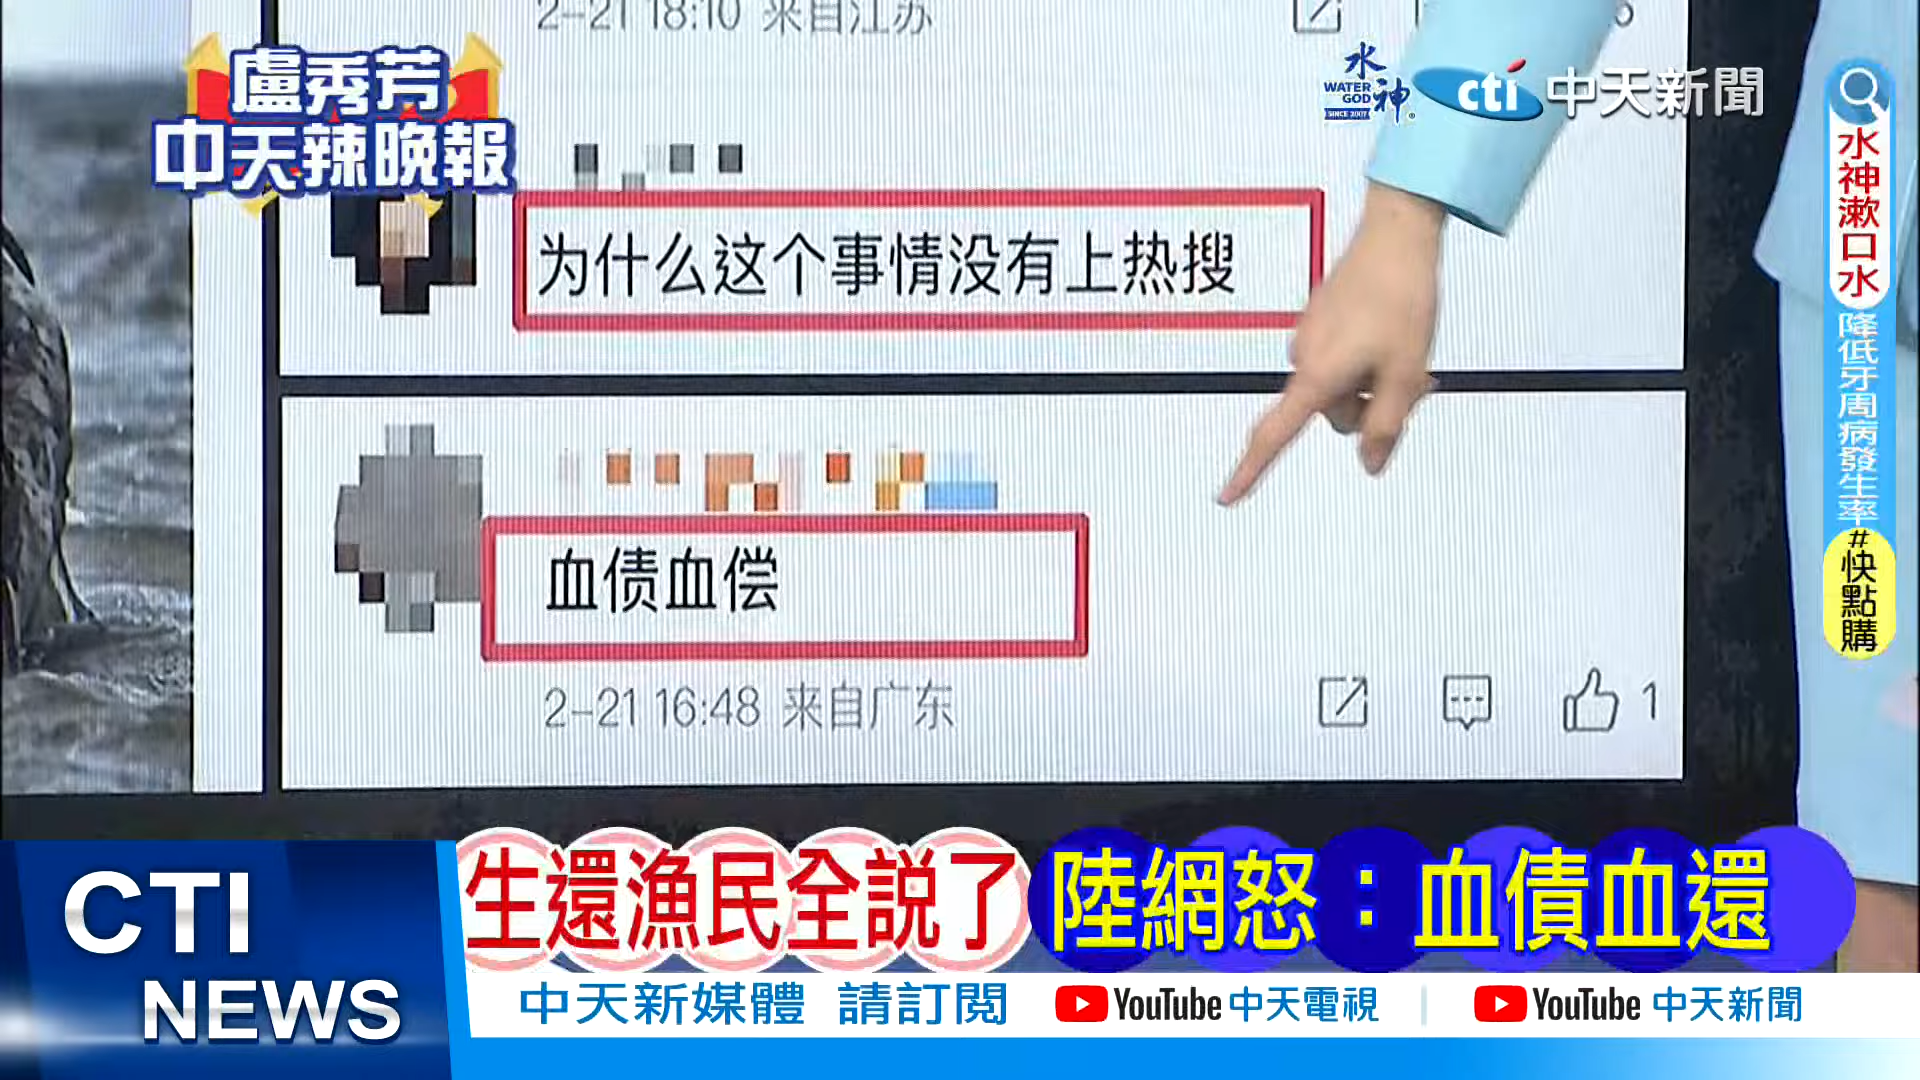 2-21 18:10 来自江苏
盧秀芳
中天辣晚報
水神
WATER GOD
SINCE 2007
cti 中天新聞
为什么这个事情没有上热搜
血债血偿
2-21 16:48 来自广东
1
水神漱口水
降低牙周病發生率
#快點購
生還漁民全説了 陸網怒：血債血還
CTI NEWS
中天新媒體 請訂閱 YouTube 中天電視 | YouTube 中天新聞